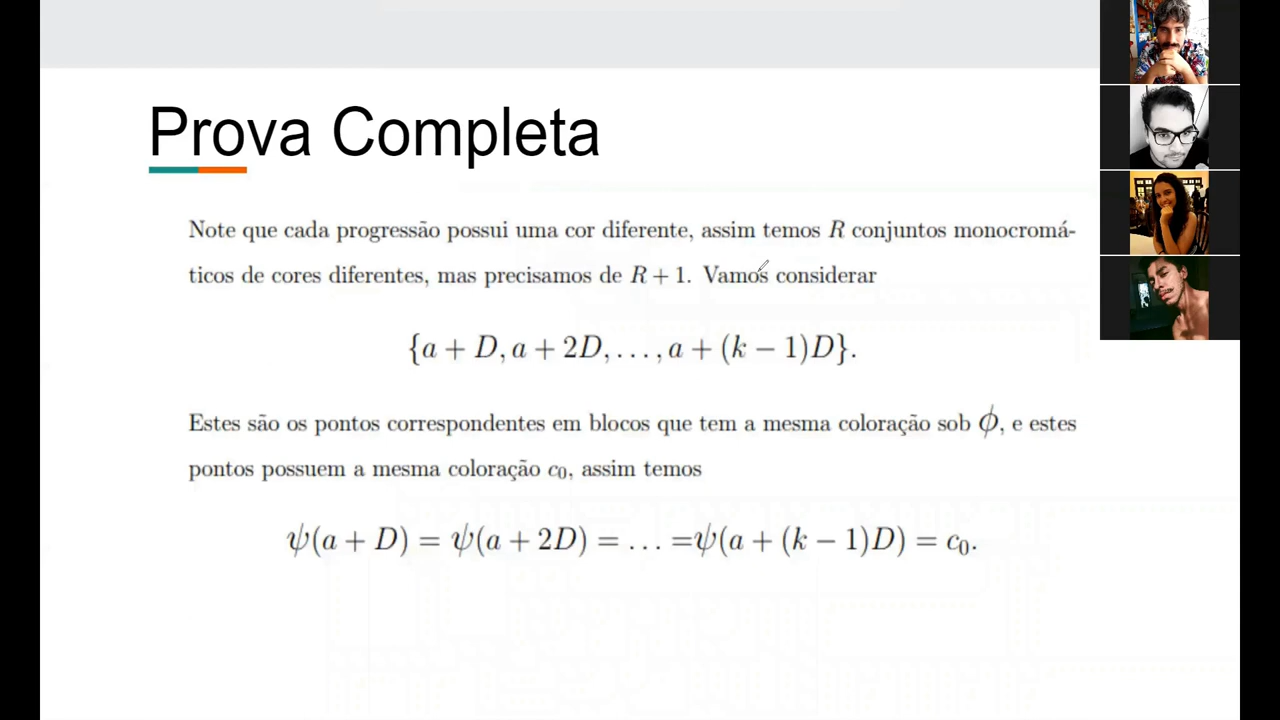 Prova Completa
Note que cada progressão possui uma cor diferente, assim temos R conjuntos monocromá-
ticos de cores diferentes, mas precisamos de R + 1. Vamos considerar
{a + D, a + 2D, . . . , a + (k − 1)D}.
Estes são os pontos correspondentes em blocos que tem a mesma coloração sob ϕ, e estes
pontos possuem a mesma coloração c₀, assim temos
ψ(a + D) = ψ(a + 2D) = . . . =ψ(a + (k − 1)D) = c₀.